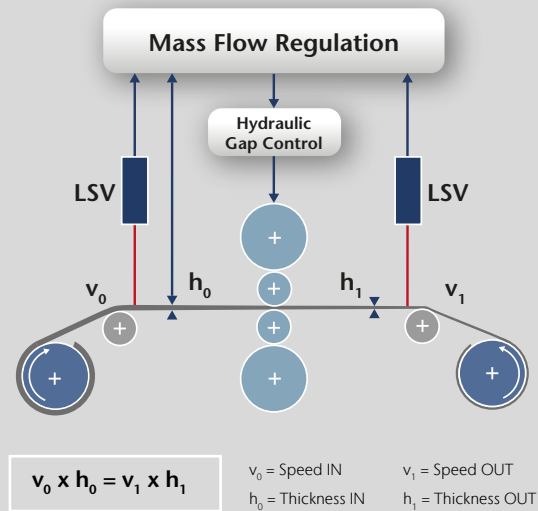 Mass Flow Regulation
Hydraulic
Gap Control
LSV
LSV
v₀
h₀
h₁
v₁
v₀ x h₀ = v₁ x h₁
v₀ = Speed IN
v₁ = Speed OUT
h₀ = Thickness IN
h₁ = Thickness OUT